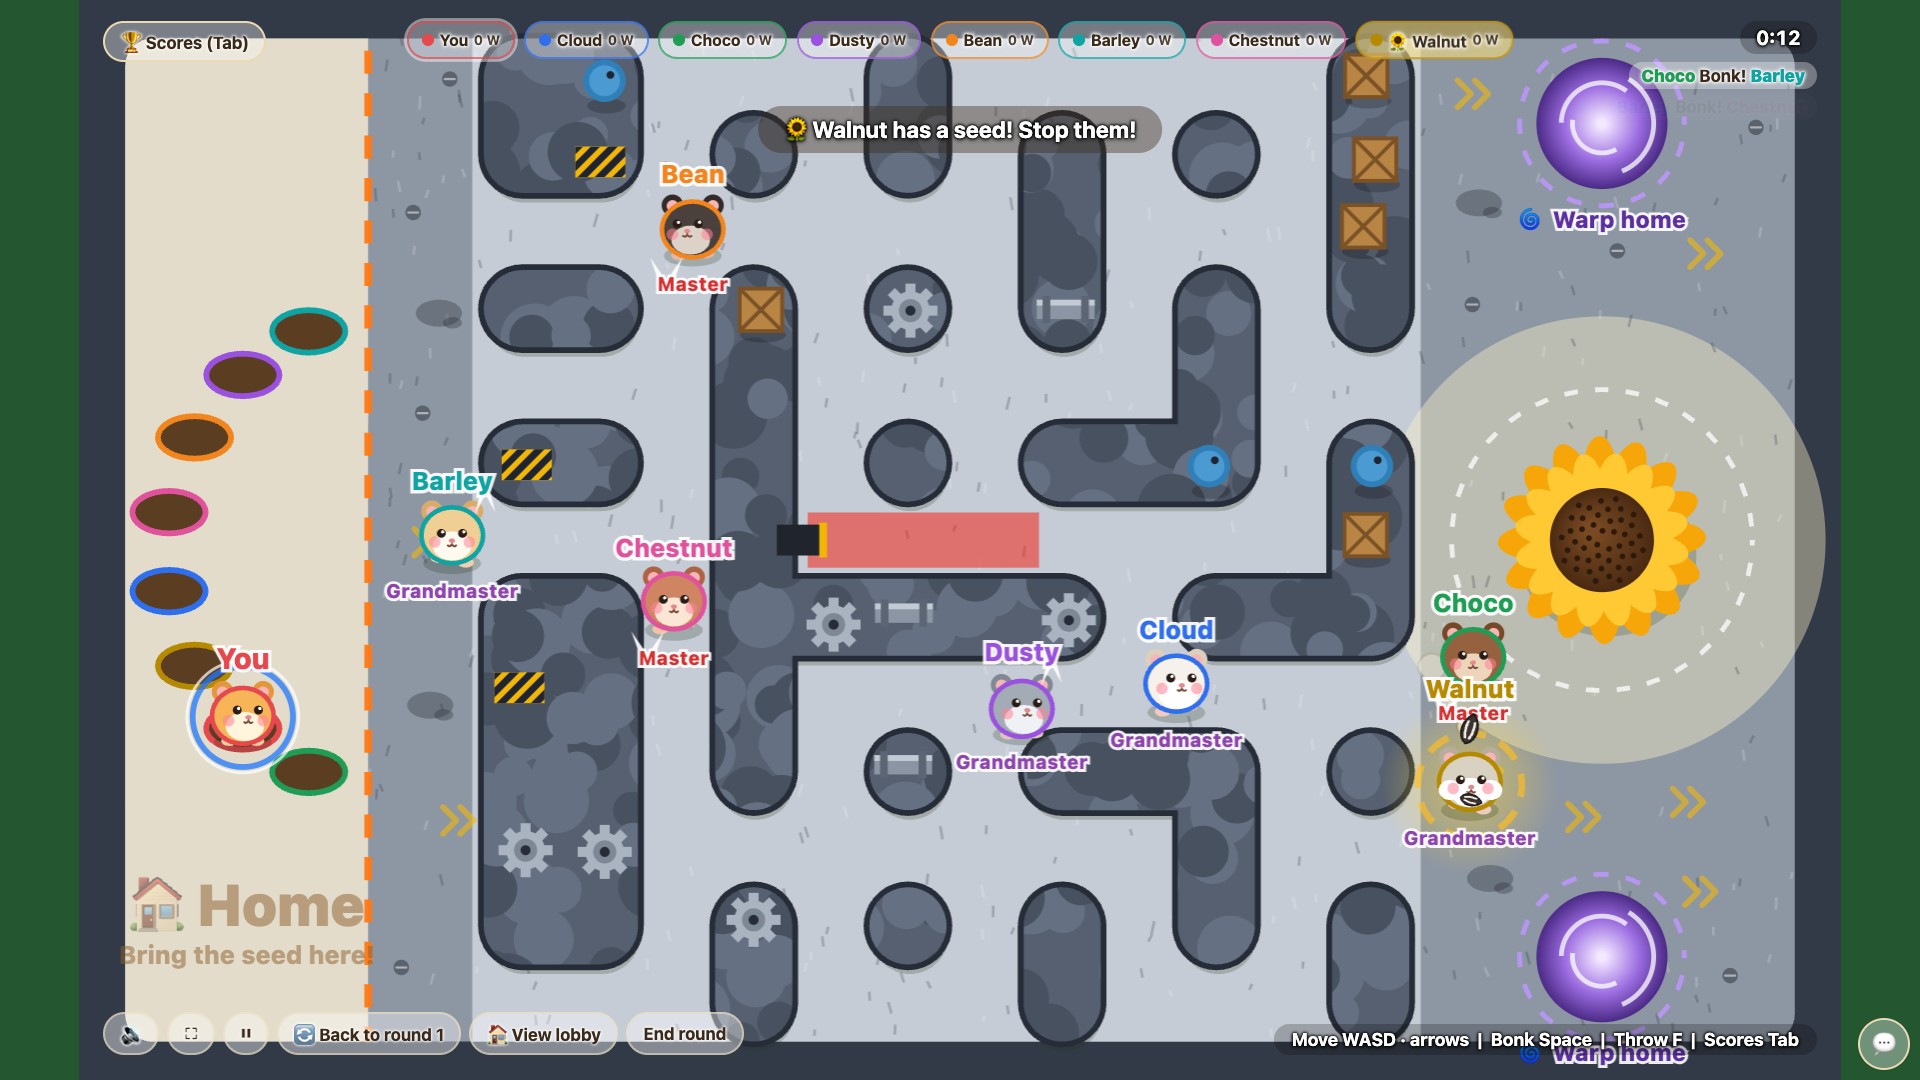 🏆 Scores (Tab)
You 0 W
Cloud 0 W
Choco 0 W
Dusty 0 W
Bean 0 W
Barley 0 W
Chestnut 0 W
🌻 Walnut 0 W
0:12
Choco Bonk! Barley
Bonk! Chestnut
🌻 Walnut has a seed! Stop them!
Bean
Master
🌀 Warp home
Barley
Grandmaster
Chestnut
Master
Dusty
Grandmaster
Cloud
Grandmaster
Choco
Master
Walnut
Grandmaster
You
🏠 Home
Bring the seed here!
🔄 Back to round 1
🏠 View lobby
End round
Move WASD · arrows | Bonk Space | Throw F | Scores Tab
🌀 Warp home